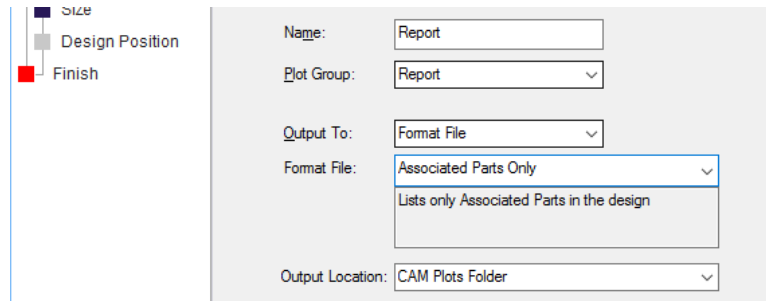 Size
Design Position
Finish
Name: Report
Plot Group: Report
Output To: Format File
Format File: Associated Parts Only
Lists only Associated Parts in the design
Output Location: CAM Plots Folder